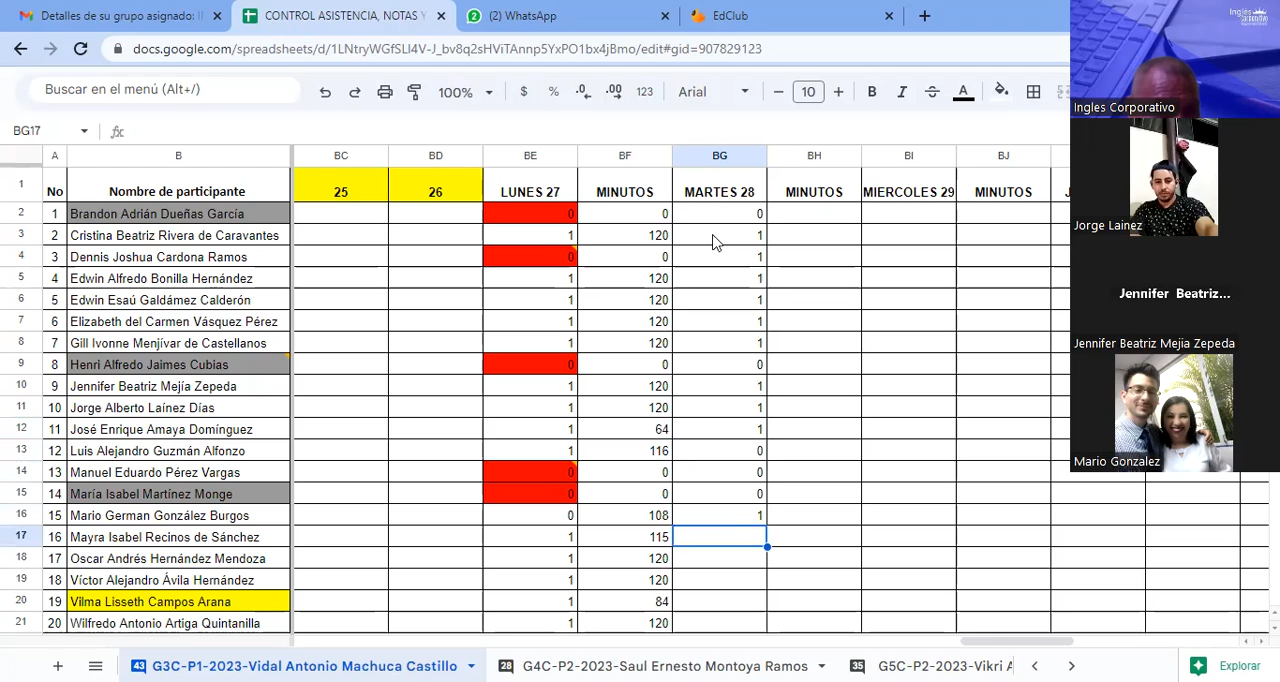 Detalles de su grupo asignado: I
CONTROL ASISTENCIA, NOTAS Y
(2) WhatsApp
EdClub
docs.google.com/spreadsheets/d/1LNtryWGfSLI4V-J_bv8q2sHViTAnnp5YxPO1bx4jBmo/edit#gid=907829123
Buscar en el menú (Alt+/)
100%
$ % .0 .00 123
Arial
10
B I A
BG17
fx
A B BC BD BE BF BG BH BI BJ
1 No Nombre de participante 25 26 LUNES 27 MINUTOS MARTES 28 MINUTOS MIERCOLES 29 MINUTOS
2 1 Brandon Adrián Dueñas García 0 0 0
3 2 Cristina Beatriz Rivera de Caravantes 1 120 1
4 3 Dennis Joshua Cardona Ramos 0 0 1
5 4 Edwin Alfredo Bonilla Hernández 1 120 1
6 5 Edwin Esaú Galdámez Calderón 1 120 1
7 6 Elizabeth del Carmen Vásquez Pérez 1 120 1
8 7 Gill Ivonne Menjívar de Castellanos 1 120 1
9 8 Henri Alfredo Jaimes Cubias 0 0 0
10 9 Jennifer Beatriz Mejía Zepeda 1 120 1
11 10 Jorge Alberto Laínez Días 1 120 1
12 11 José Enrique Amaya Domínguez 1 64 1
13 12 Luis Alejandro Guzmán Alfonzo 1 116 0
14 13 Manuel Eduardo Pérez Vargas 0 0 0
15 14 María Isabel Martínez Monge 0 0 0
16 15 Mario German González Burgos 0 108 1
17 16 Mayra Isabel Recinos de Sánchez 1 115
18 17 Oscar Andrés Hernández Mendoza 1 120
19 18 Víctor Alejandro Ávila Hernández 1 120
20 19 Vilma Lisseth Campos Arana 1 84
21 20 Wilfredo Antonio Artiga Quintanilla 1 120
43 G3C-P1-2023-Vidal Antonio Machuca Castillo
28 G4C-P2-2023-Saul Ernesto Montoya Ramos
35 G5C-P2-2023-Vikri A
Explorar
Inglés
Ingles Corporativo
Jorge Lainez
Jennifer Beatriz...
Jennifer Beatriz Mejia Zepeda
Mario Gonzalez